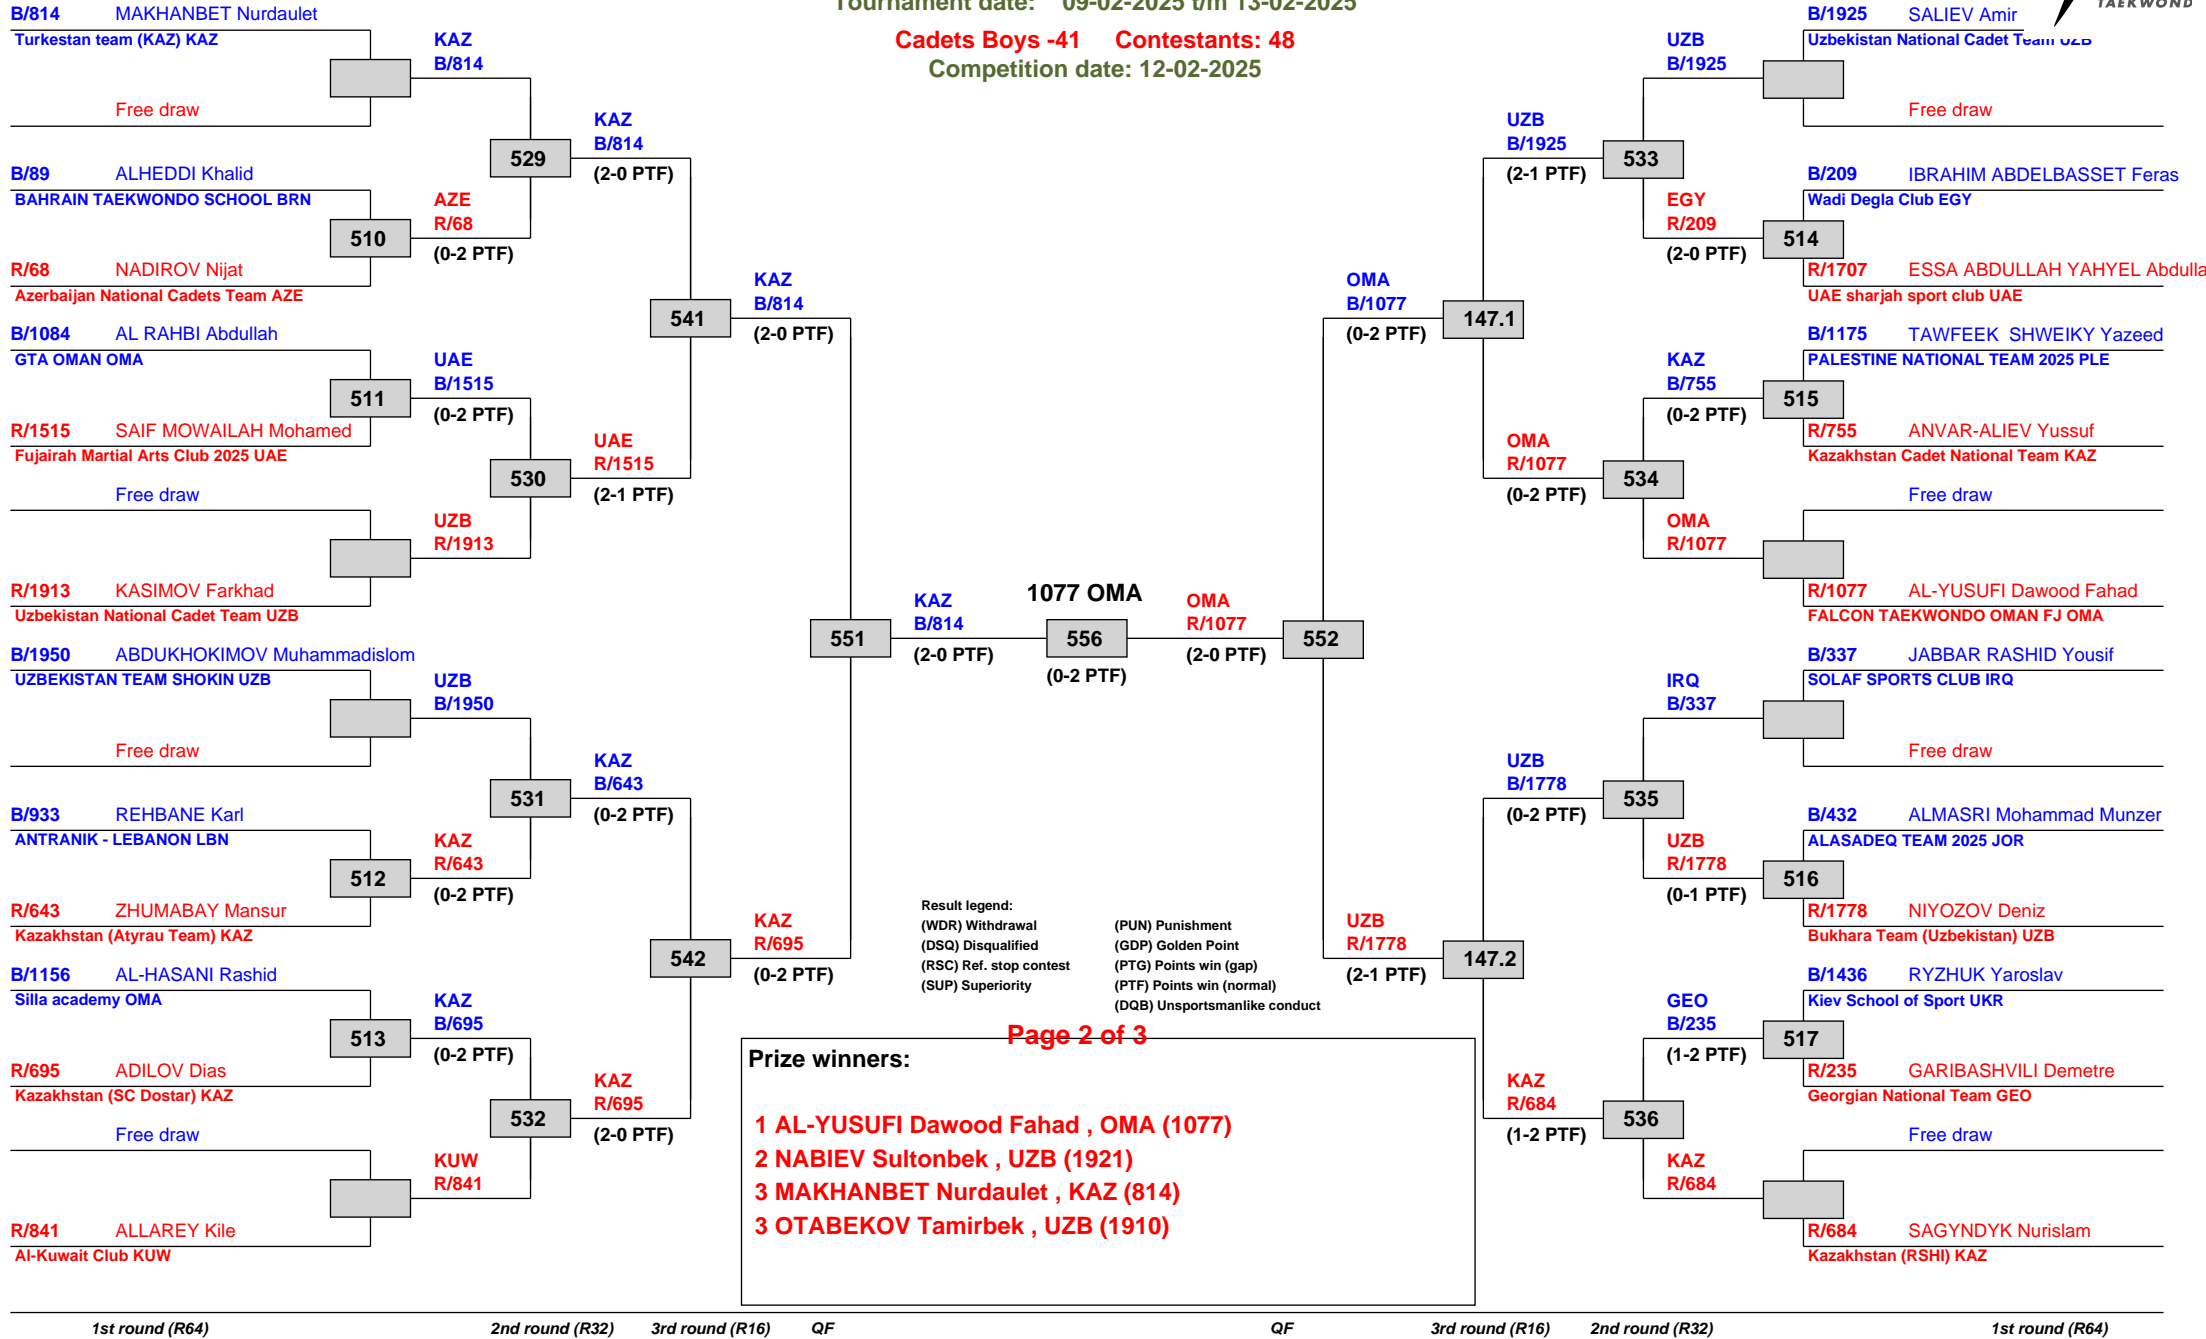 Tournament date: 09-02-2025 t/m 13-02-2025
Cadets Boys -41 Contestants: 48
Competition date: 12-02-2025
TAEKWOND
B/814 MAKHANBET Nurdaulet
Turkestan team (KAZ) KAZ
Free draw
B/89 ALHEDDI Khalid
BAHRAIN TAEKWONDO SCHOOL BRN
510
R/68 NADIROV Nijat
Azerbaijan National Cadets Team AZE
B/1084 AL RAHBI Abdullah
GTA OMAN OMA
511
R/1515 SAIF MOWAILAH Mohamed
Fujairah Martial Arts Club 2025 UAE
Free draw
R/1913 KASIMOV Farkhad
Uzbekistan National Cadet Team UZB
B/1950 ABDUKHOKIMOV Muhammadislom
UZBEKISTAN TEAM SHOKIN UZB
Free draw
B/933 REHBANE Karl
ANTRANIK - LEBANON LBN
512
R/643 ZHUMABAY Mansur
Kazakhstan (Atyrau Team) KAZ
B/1156 AL-HASANI Rashid
Silla academy OMA
513
R/695 ADILOV Dias
Kazakhstan (SC Dostar) KAZ
Free draw
R/841 ALLAREY Kile
Al-Kuwait Club KUW
KAZ
B/814
529
AZE
R/68
(0-2 PTF)
UAE
B/1515
(0-2 PTF)
530
UZB
R/1913
UZB
B/1950
531
KAZ
R/643
(0-2 PTF)
KAZ
B/695
(0-2 PTF)
532
KUW
R/841
KAZ
B/814
(2-0 PTF)
541
UAE
R/1515
(2-1 PTF)
KAZ
B/643
(0-2 PTF)
542
KAZ
R/695
(2-0 PTF)
KAZ
B/814
(2-0 PTF)
551
KAZ
R/695
(0-2 PTF)
KAZ
B/814
(2-0 PTF)
1077 OMA
556
(0-2 PTF)
OMA
R/1077
(2-0 PTF)
552
OMA
B/1077
(0-2 PTF)
UZB
R/1778
(2-1 PTF)
147.1
147.2
UZB
B/1925
(2-1 PTF)
OMA
R/1077
(0-2 PTF)
UZB
B/1778
(0-2 PTF)
KAZ
R/684
(1-2 PTF)
533
534
535
536
UZB
B/1925
EGY
R/209
(2-0 PTF)
KAZ
B/755
(0-2 PTF)
OMA
R/1077
IRQ
B/337
UZB
R/1778
(0-1 PTF)
GEO
B/235
(1-2 PTF)
KAZ
R/684
B/1925 SALIEV Amir
Uzbekistan National Cadet Team UZB
Free draw
B/209 IBRAHIM ABDELBASSET Feras
Wadi Degla Club EGY
514
R/1707 ESSA ABDULLAH YAHYEL Abdulla
UAE sharjah sport club UAE
B/1175 TAWFEEK SHWEIKY Yazeed
PALESTINE NATIONAL TEAM 2025 PLE
515
R/755 ANVAR-ALIEV Yussuf
Kazakhstan Cadet National Team KAZ
Free draw
R/1077 AL-YUSUFI Dawood Fahad
FALCON TAEKWONDO OMAN FJ OMA
B/337 JABBAR RASHID Yousif
SOLAF SPORTS CLUB IRQ
Free draw
B/432 ALMASRI Mohammad Munzer
ALASADEQ TEAM 2025 JOR
516
R/1778 NIYOZOV Deniz
Bukhara Team (Uzbekistan) UZB
B/1436 RYZHUK Yaroslav
Kiev School of Sport UKR
517
R/235 GARIBASHVILI Demetre
Georgian National Team GEO
Free draw
R/684 SAGYNDYK Nurislam
Kazakhstan (RSHI) KAZ
Result legend:
(WDR) Withdrawal (PUN) Punishment
(DSQ) Disqualified (GDP) Golden Point
(RSC) Ref. stop contest (PTG) Points win (gap)
(SUP) Superiority (PTF) Points win (normal)
(DQB) Unsportsmanlike conduct
Page 2 of 3
Prize winners:
1 AL-YUSUFI Dawood Fahad , OMA (1077)
2 NABIEV Sultonbek , UZB (1921)
3 MAKHANBET Nurdaulet , KAZ (814)
3 OTABEKOV Tamirbek , UZB (1910)
1st round (R64) 2nd round (R32) 3rd round (R16) QF QF 3rd round (R16) 2nd round (R32) 1st round (R64)